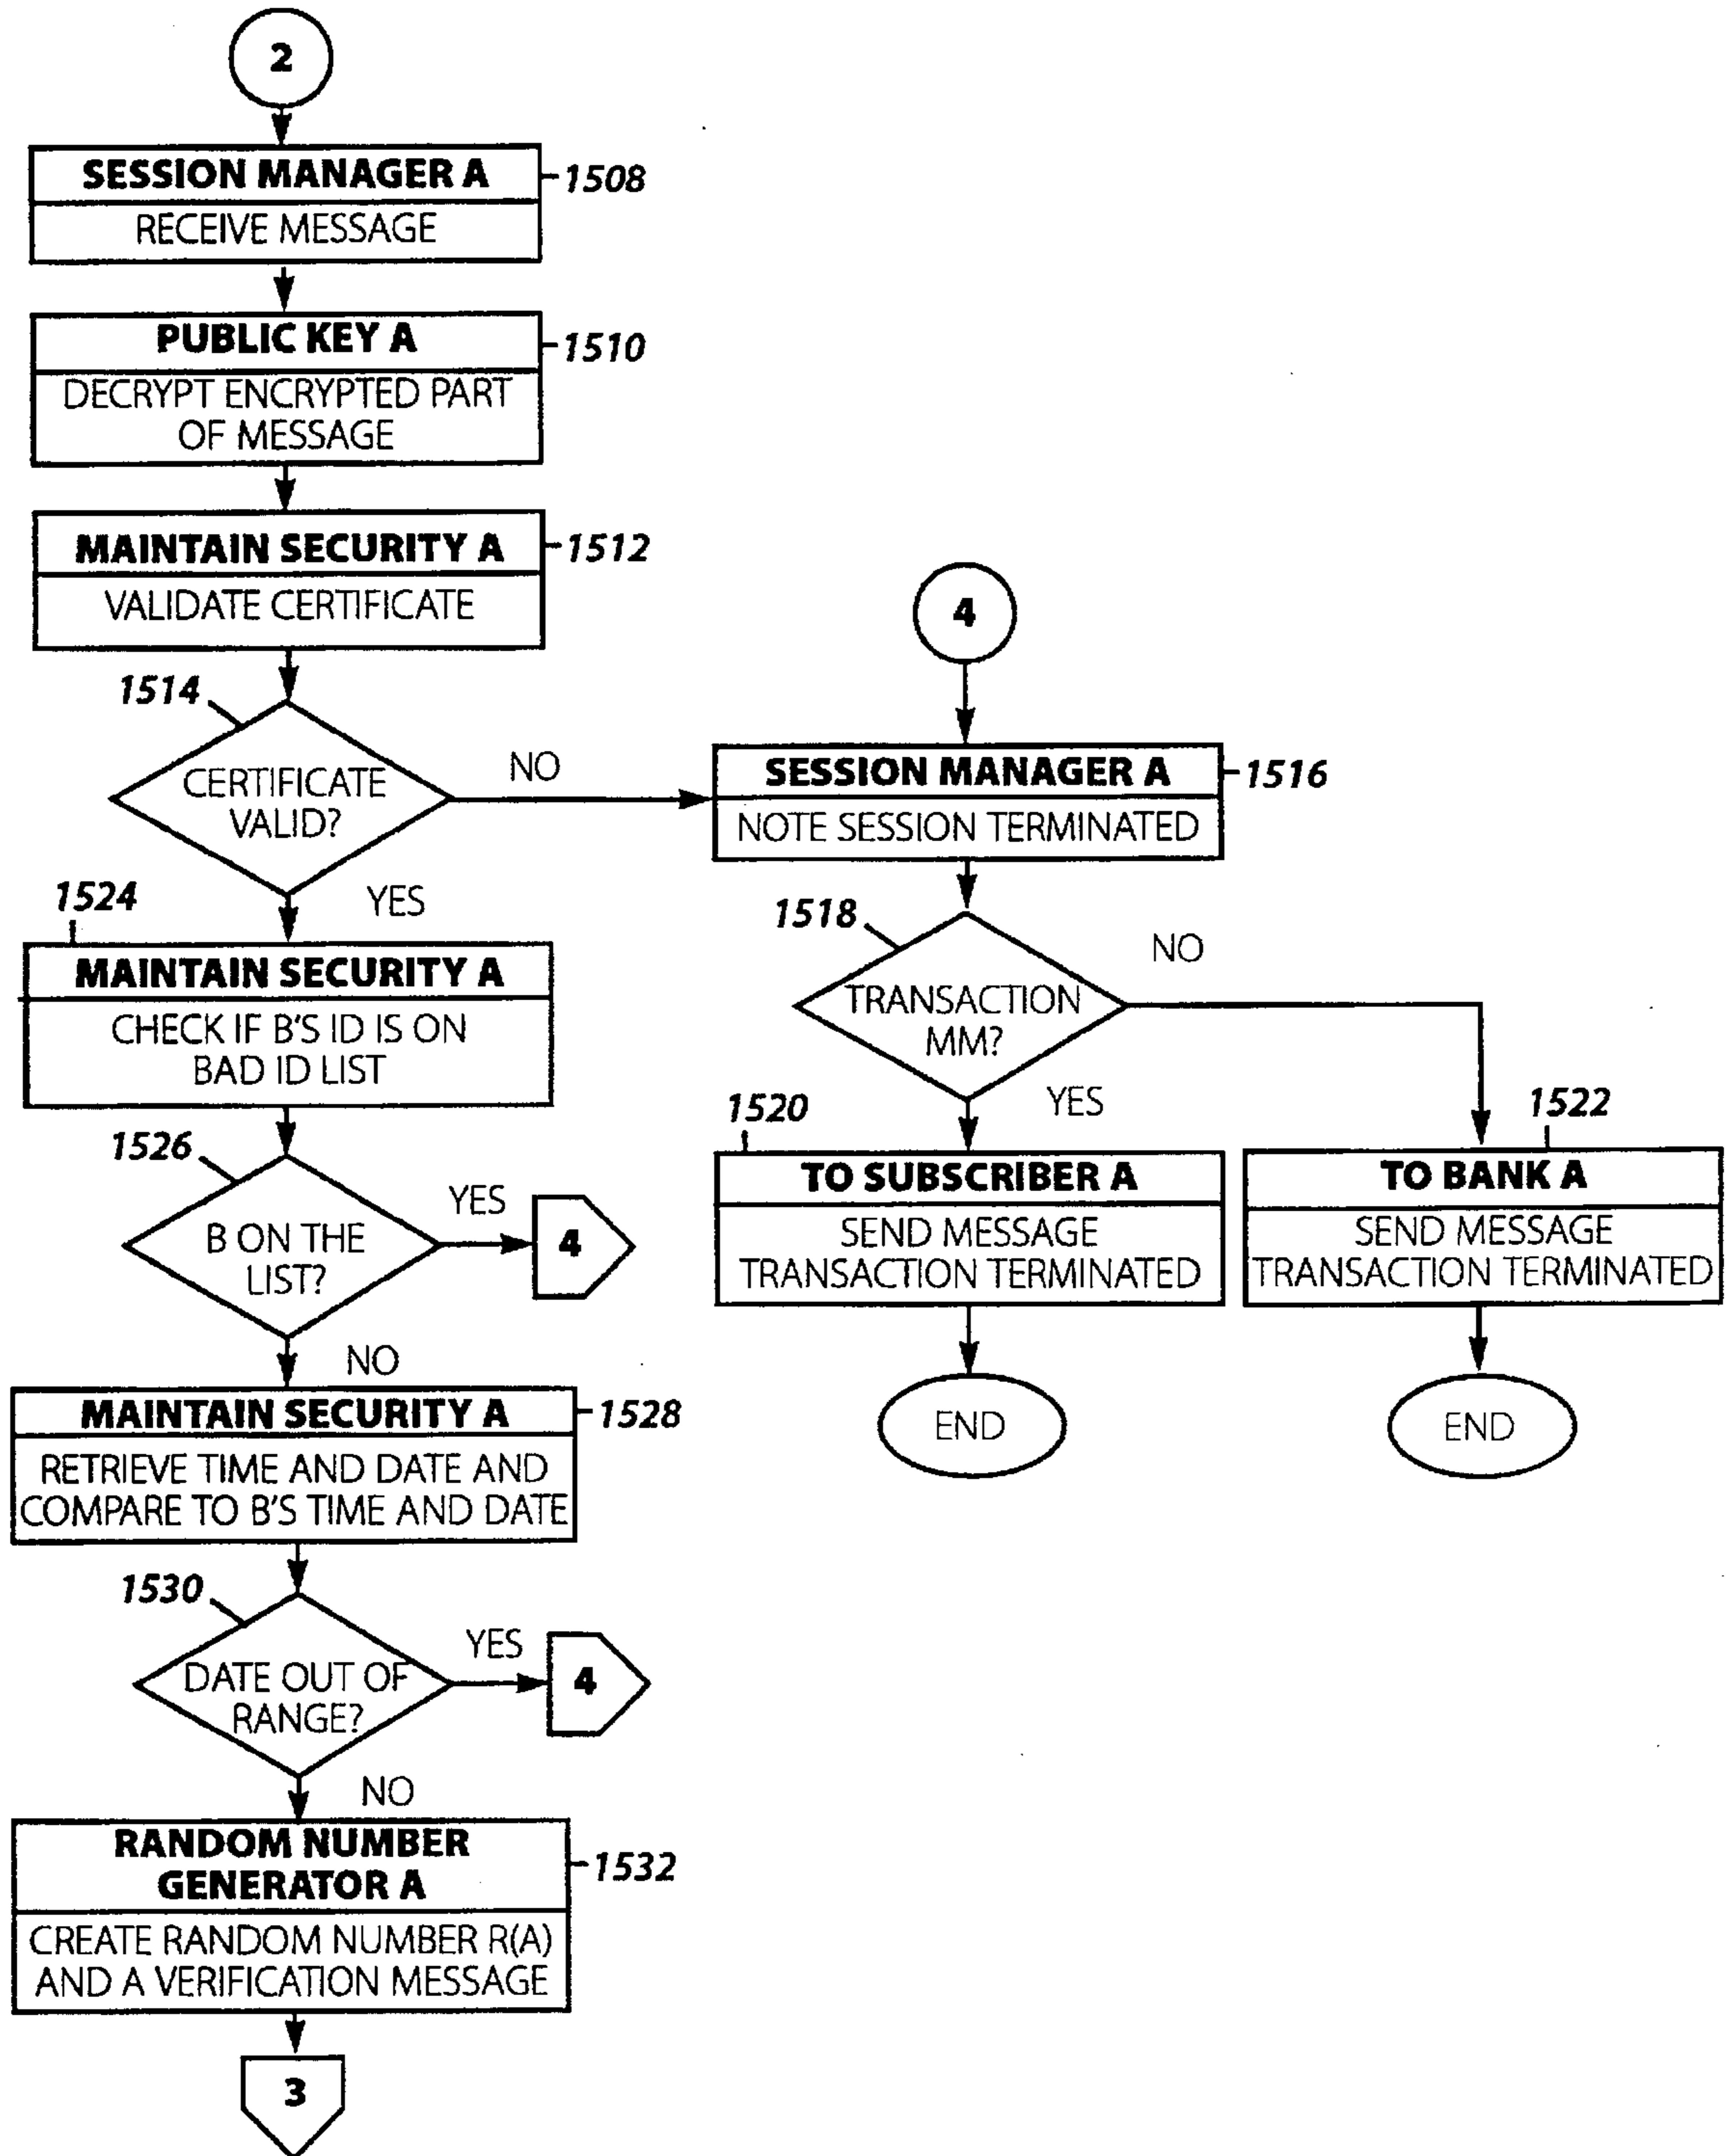 2
SESSION MANAGER A
1508
RECEIVE MESSAGE
PUBLIC KEY A
1510
DECRYPT ENCRYPTED PART
OF MESSAGE
MAINTAIN SECURITY A
1512
VALIDATE CERTIFICATE
1514
CERTIFICATE
VALID?
NO
YES
4
SESSION MANAGER A
1516
NOTE SESSION TERMINATED
1518
TRANSACTION
MM?
NO
YES
1520
TO SUBSCRIBER A
SEND MESSAGE
TRANSACTION TERMINATED
END
1522
TO BANK A
SEND MESSAGE
TRANSACTION TERMINATED
END
1524
MAINTAIN SECURITY A
CHECK IF B'S ID IS ON
BAD ID LIST
1526
B ON THE
LIST?
YES
4
NO
MAINTAIN SECURITY A
1528
RETRIEVE TIME AND DATE AND
COMPARE TO B'S TIME AND DATE
1530
DATE OUT OF
RANGE?
YES
4
NO
RANDOM NUMBER
GENERATOR A
1532
CREATE RANDOM NUMBER R(A)
AND A VERIFICATION MESSAGE
3